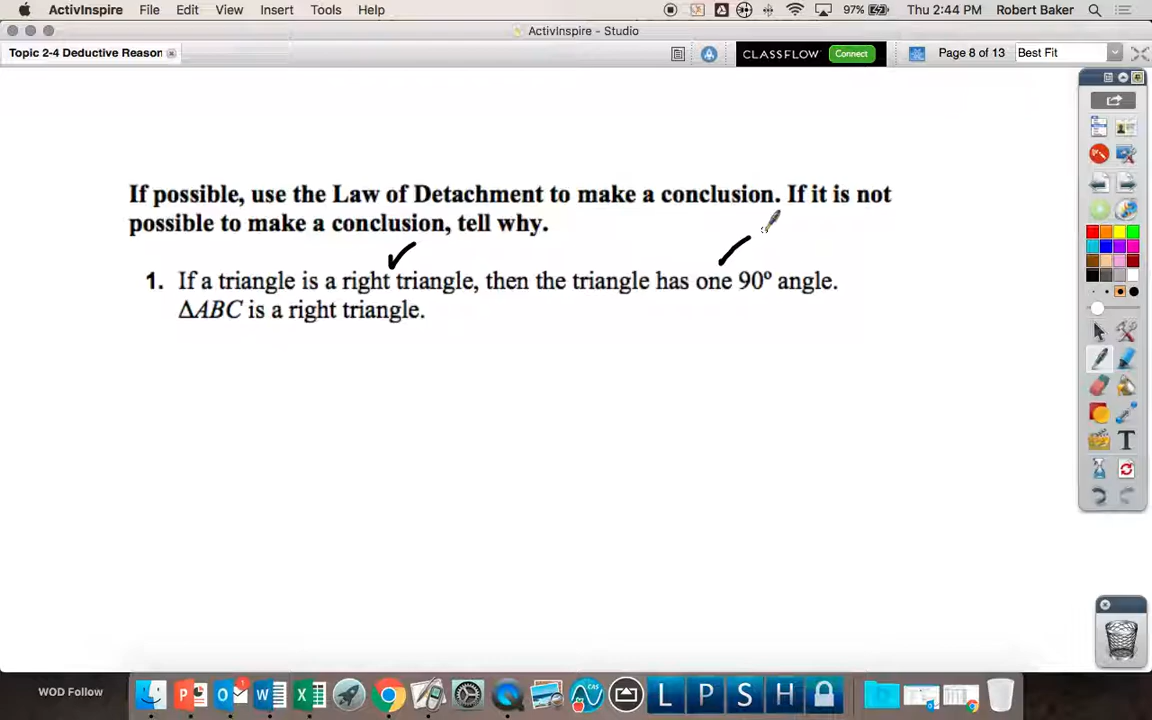 ActivInspire File Edit View Insert Tools Help 97% Thu 2:44 PM Robert Baker
ActivInspire - Studio
Topic 2-4 Deductive Reason CLASSFLOW Connect Page 8 of 13 Best Fit
If possible, use the Law of Detachment to make a conclusion. If it is not
possible to make a conclusion, tell why.
1. If a triangle is a right triangle, then the triangle has one 90º angle.
ΔABC is a right triangle.
T
WOD Follow
L P S H